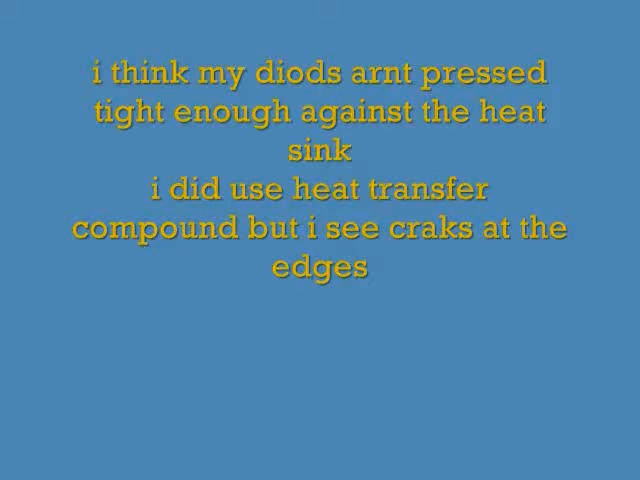 i think my diods arnt pressed
tight enough against the heat
sink
i did use heat transfer
compound but i see craks at the
edges